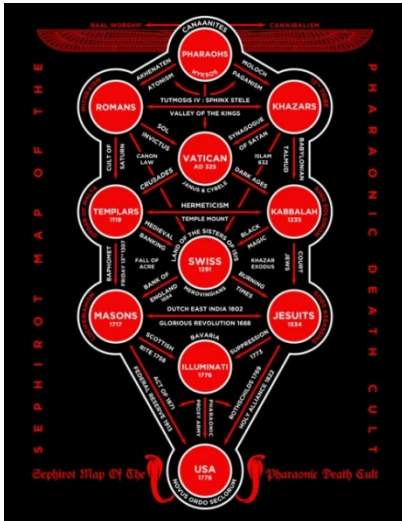 CANAANITES
BAAL WORSHIP
CANNIBALISM
PHARAOHS
HYKSOS
AKHENATEN
ATONISM
MOLOCH
PAGANISM
ROMANS
KHAZARS
TUTMOSIS IV : SPHINX STELE
VALLEY OF THE KINGS
SOL
INVICTUS
SYNAGOGUE
OF SATAN
CULT OF
SATURN
CANON
LAW
VATICAN
AD 325
JANUS & CYBELE
ISLAM
632
BABYLONIAN
TALMUD
CRUSADES
DARK AGES
TEMPLARS
1119
HERMETICISM
TEMPLE MOUNT
KABBALAH
1235
MEDIEVAL
BANKING
LAND OF THE SISTERS OF ISIS
BLACK
MAGIC
BAPHOMET
FRIDAY 13TH 1307
FALL OF
ACRE
SWISS
1291
MEROVINGIANS
KHAZAR
EXODUS
COURT
JEWS
BANK OF
ENGLAND
1694
BURNING
TIMES
MASONS
1717
DUTCH EAST INDIA 1602
GLORIOUS REVOLUTION 1688
JESUITS
1534
SCOTTISH
RITE 1758
BAVARIA
ILLUMINATI
1776
SUPPRESSION
1773
FEDERAL RESERVE 1913
ACT OF 1871
PHARAONIC
PROXY ARMY
ROTHSCHILDS 1769
HOLY ALLIANCE 1822
USA
1776
NOVUS ORDO SECLORUM
SEPHIROT MAP OF THE
PHARAONIC DEATH CULT
Sephirot Map Of The
Pharaonic Death Cult